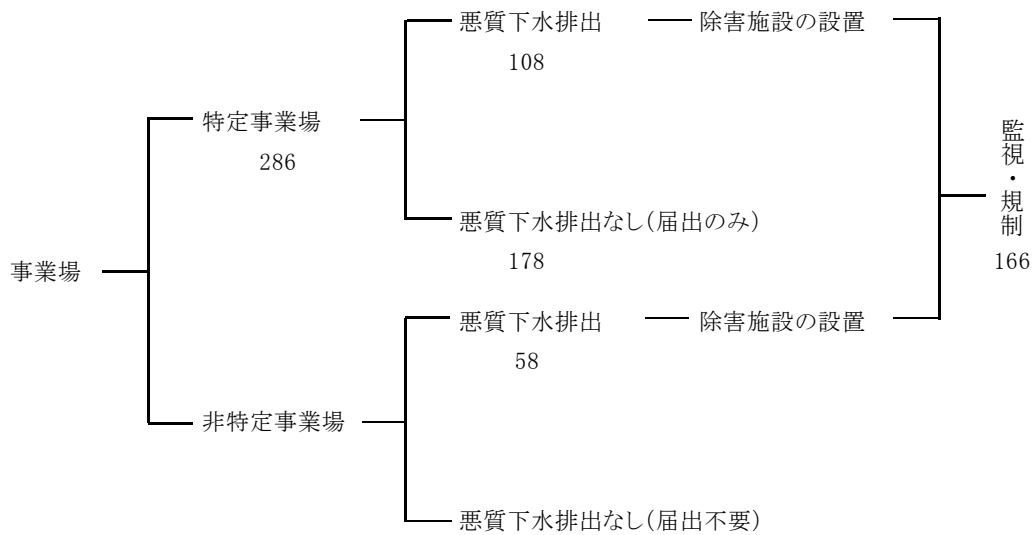 悪質下水排出
除害施設の設置
108
特定事業場
286
悪質下水排出なし(届出のみ)
178
事業場
悪質下水排出
除害施設の設置
58
非特定事業場
悪質下水排出なし(届出不要)
監視・規制
166